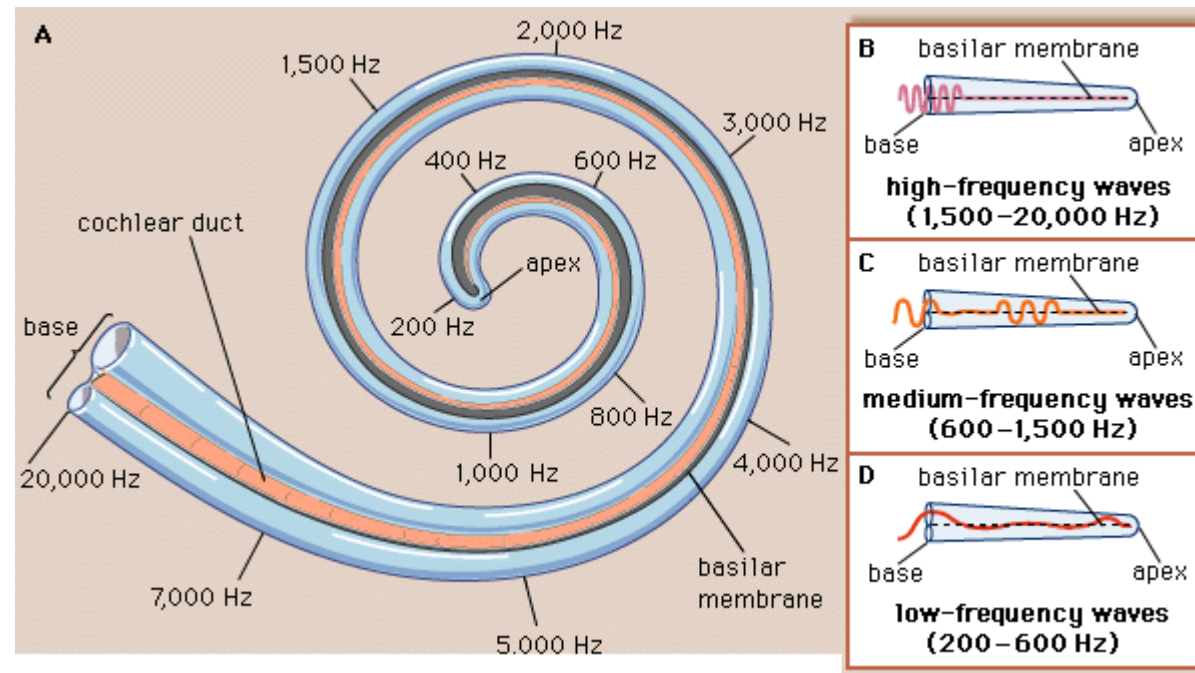 A
2,000 Hz
1,500 Hz
3,000 Hz
400 Hz
600 Hz
cochlear duct
apex
base
200 Hz
800 Hz
1,000 Hz
4,000 Hz
20,000 Hz
basilar
membrane
7,000 Hz
5,000 Hz
B
basilar membrane
base
apex
high-frequency waves
(1,500–20,000 Hz)
C
basilar membrane
base
apex
medium-frequency waves
(600–1,500 Hz)
D
basilar membrane
base
apex
low-frequency waves
(200–600 Hz)